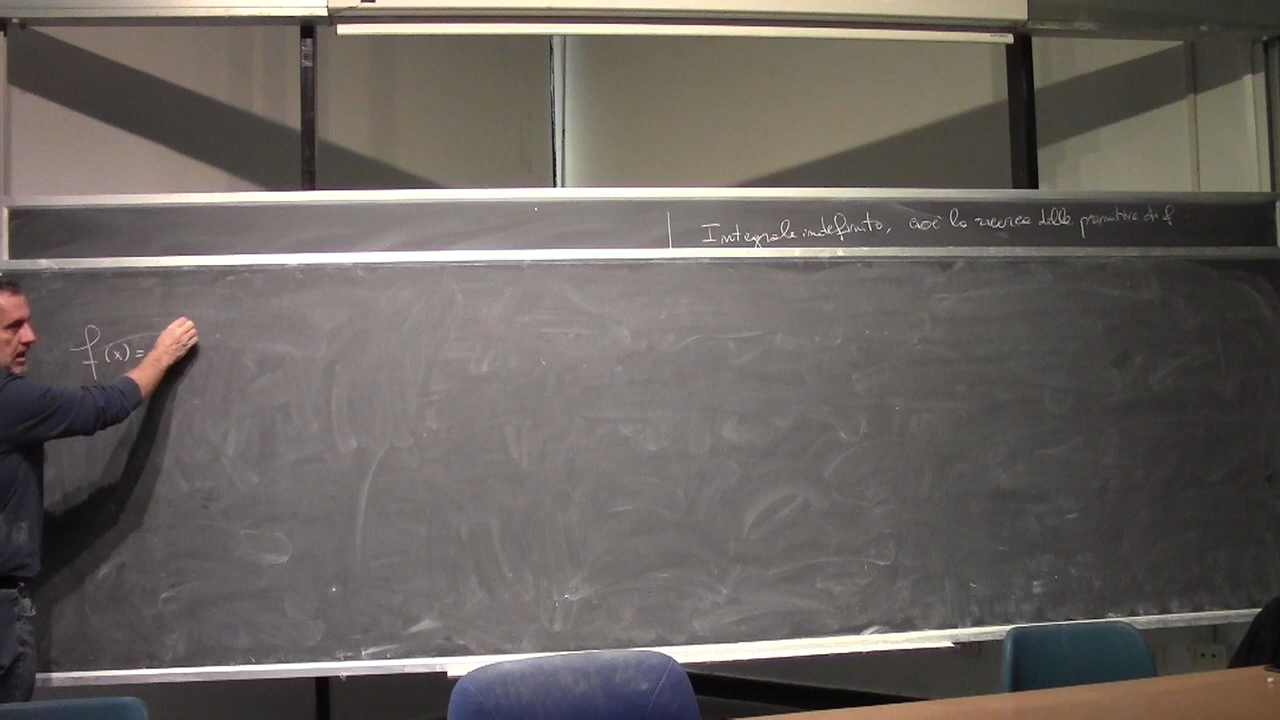 Integrale indefinito, cioè la ricerca delle primitive di f
f(x) =